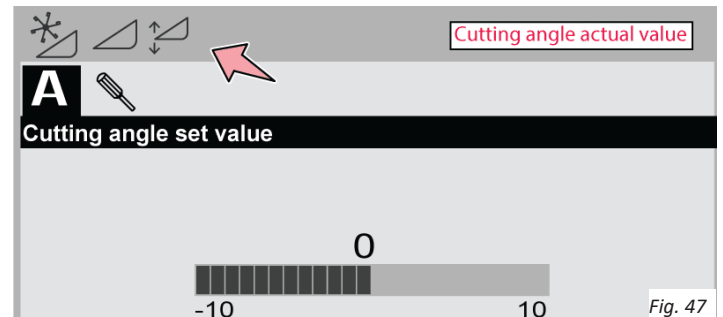 Cutting angle actual value
A
Cutting angle set value
0
-10 10
Fig. 47